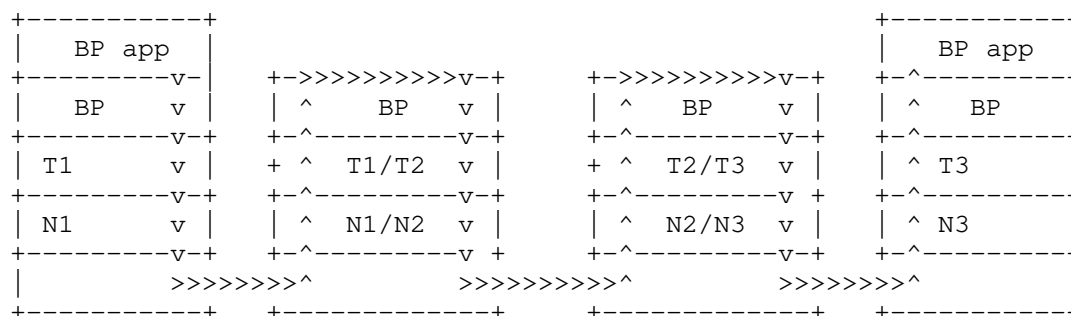 +-----------+                                         +-----------
|   BP app  |                                         |   BP app
+---------v-|   +->>>>>>>>>>v-+     +->>>>>>>>>>v-+   +-^---------
|   BP    v |   | ^    BP   v |     | ^   BP    v |   | ^   BP
+---------v-+   +-^---------v-+     +-^---------v-+   +-^---------
| T1      v |   + ^  T1/T2  v |     + ^  T2/T3  v |   | ^ T3
+---------v-+   +-^---------v-+     +-^---------v +   +-^---------
| N1      v |   | ^  N1/N2  v |     | ^  N2/N3  v |   | ^ N3
+---------v-+   +-^---------v +     +-^---------v-+   +-^---------
|         >>>>>>>>^         >>>>>>>>>>^         >>>>>>>>^
+-----------+   +-------------+     +-------------+   +-----------